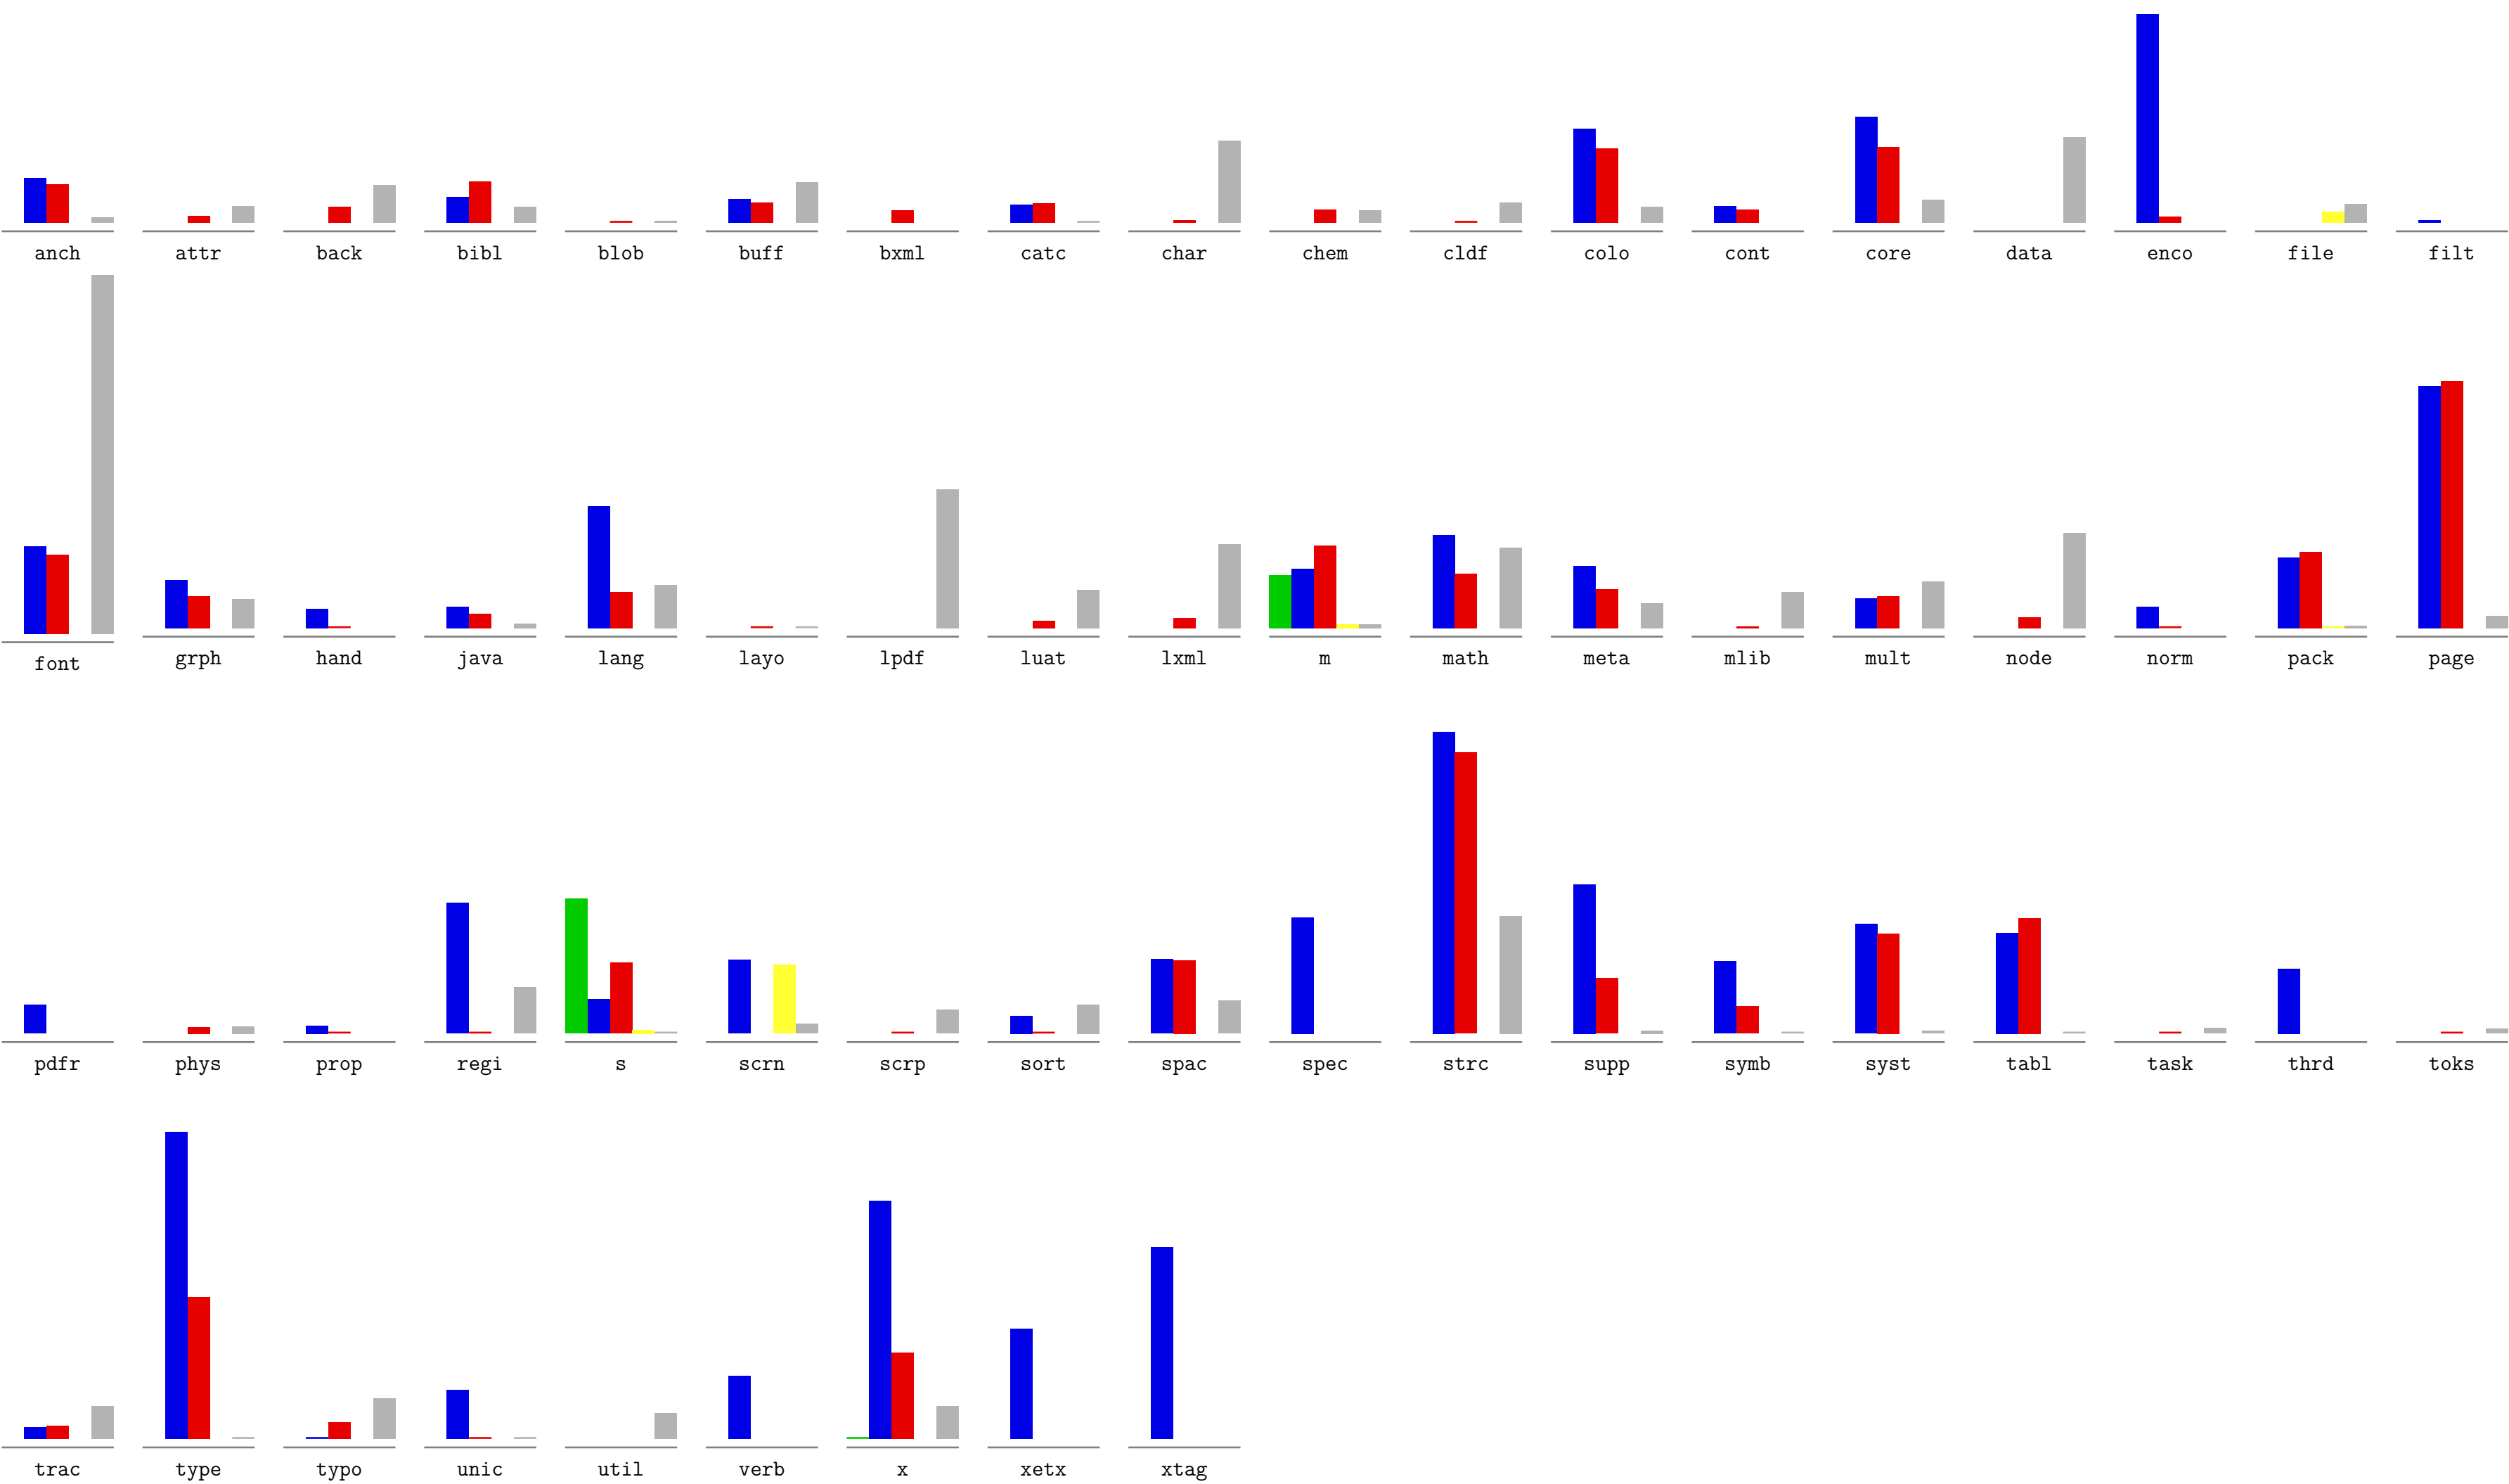 anch attr back bibl blob buff bxml catc char chem cldf colo cont core data enco file filt
font grph hand java lang layo lpdf luat lxml m math meta mlib mult node norm pack page
pdfr phys prop regi s scrn scrp sort spac spec strc supp symb syst tabl task thrd toks
trac type typo unic util verb x xetx xtag